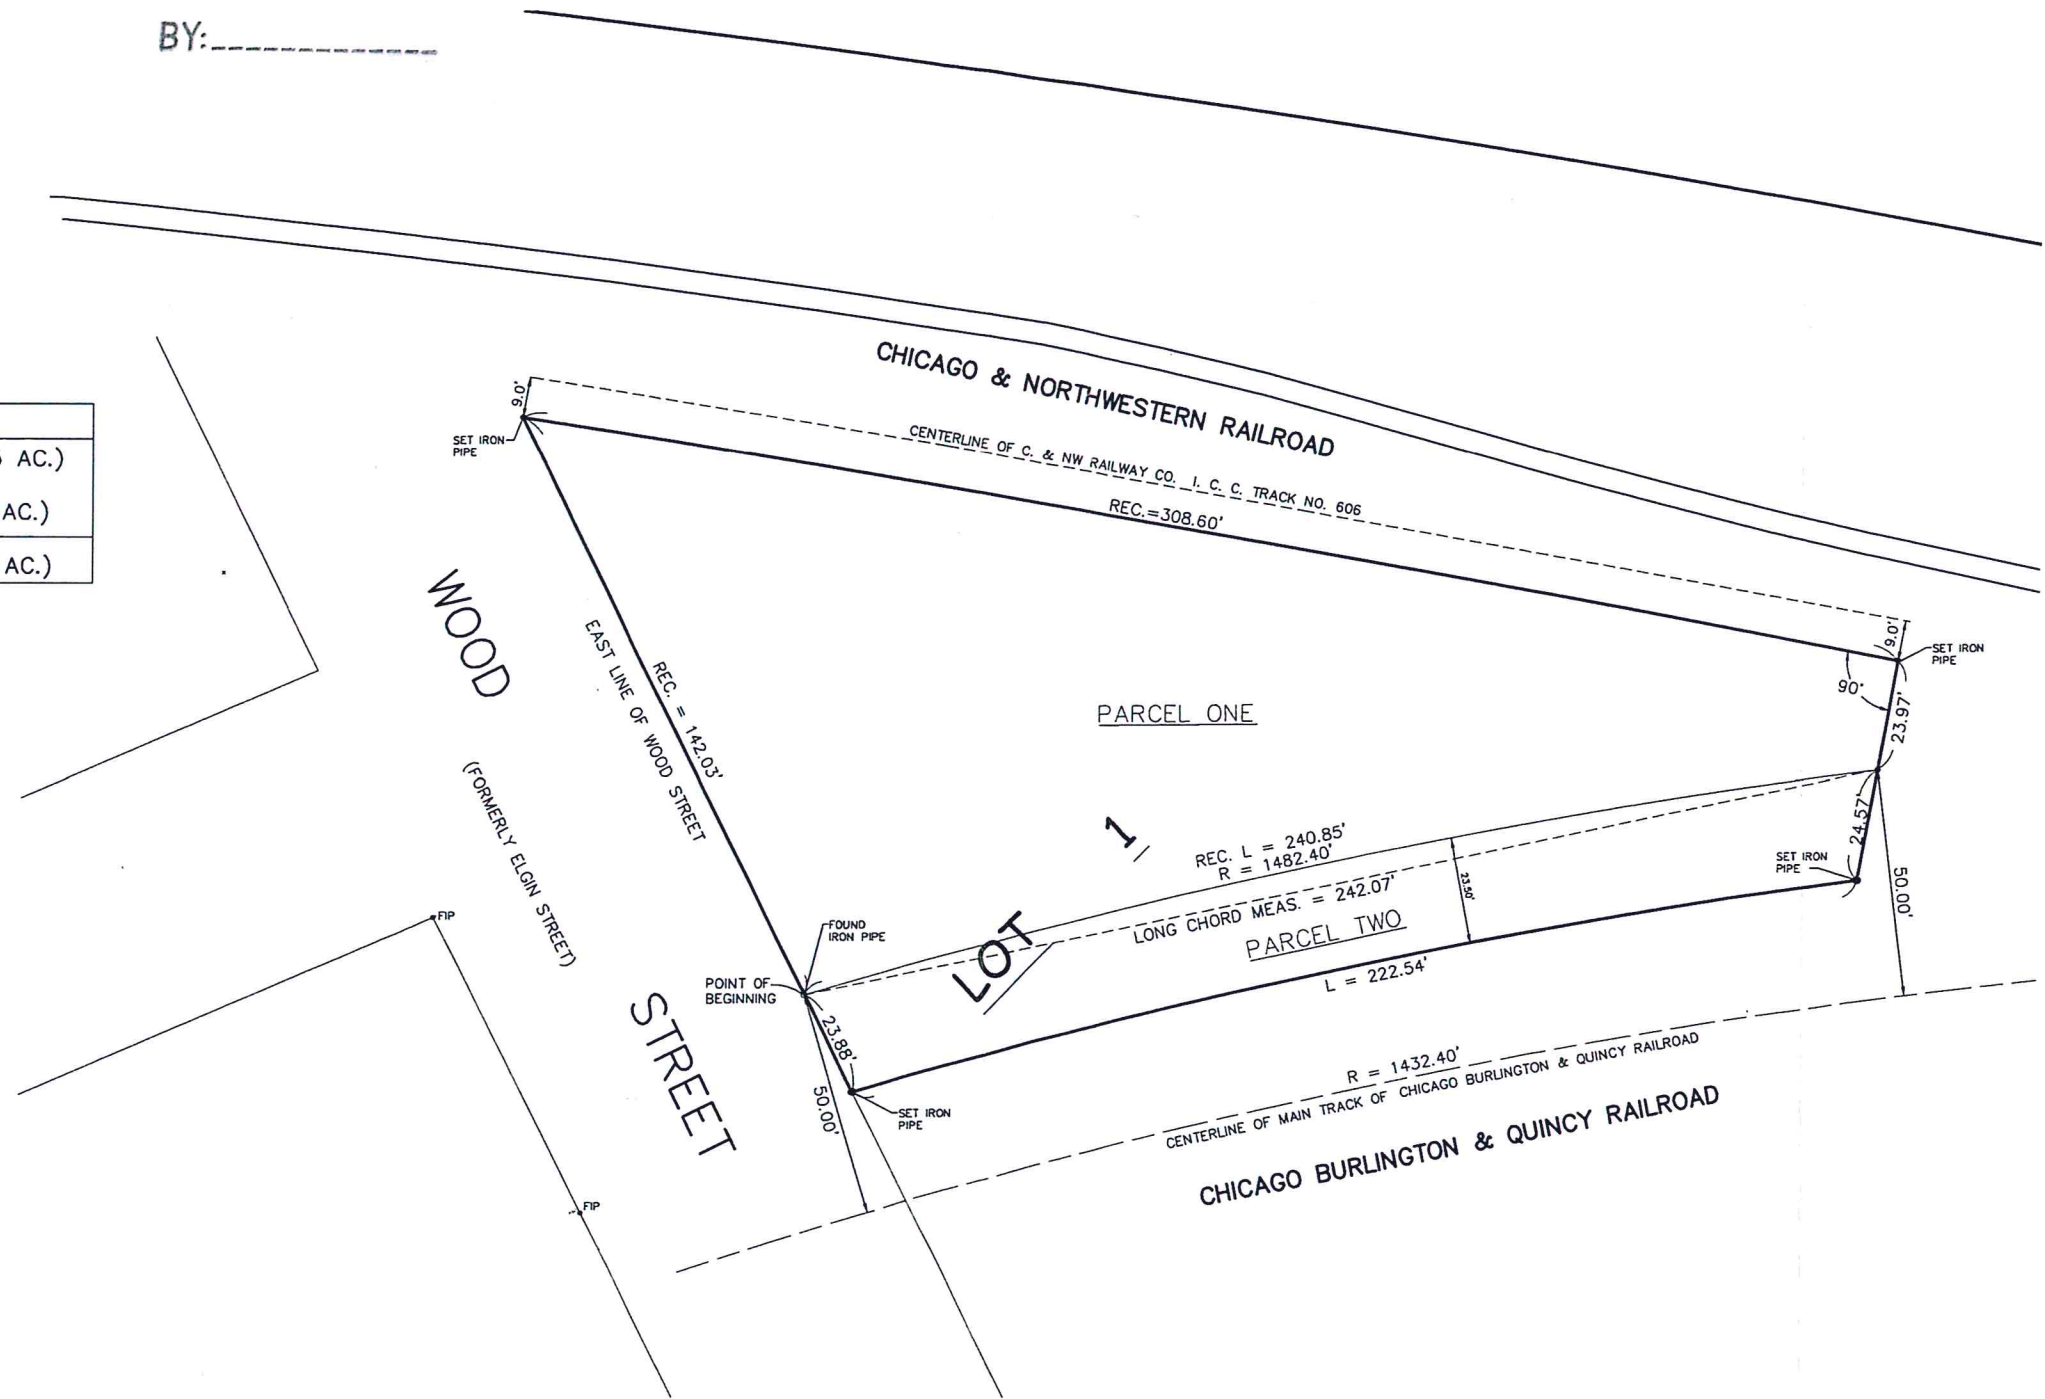 BY:_______________
CHICAGO & NORTHWESTERN RAILROAD
9.0'
SET IRON
PIPE
CENTERLINE OF C. & NW RAILWAY CO. I. C. C. TRACK NO. 606
REC.=308.60'
AC.)
AC.)
AC.)
WOOD
EAST LINE OF WOOD STREET
REC. = 142.03'
9.0'
SET IRON
PIPE
90°
23.97'
PARCEL ONE
(FORMERLY ELGIN STREET)
1
REC. L = 240.85'
R = 1482.40'
LONG CHORD MEAS. = 242.07'
23.50'
24.57'
SET IRON
PIPE
50.00'
FIP
FOUND
IRON PIPE
LOT
PARCEL TWO
L = 222.54'
POINT OF
BEGINNING
STREET
23.88'
50.00'
SET IRON
PIPE
R = 1432.40'
CENTERLINE OF MAIN TRACK OF CHICAGO BURLINGTON & QUINCY RAILROAD
CHICAGO BURLINGTON & QUINCY RAILROAD
FIP